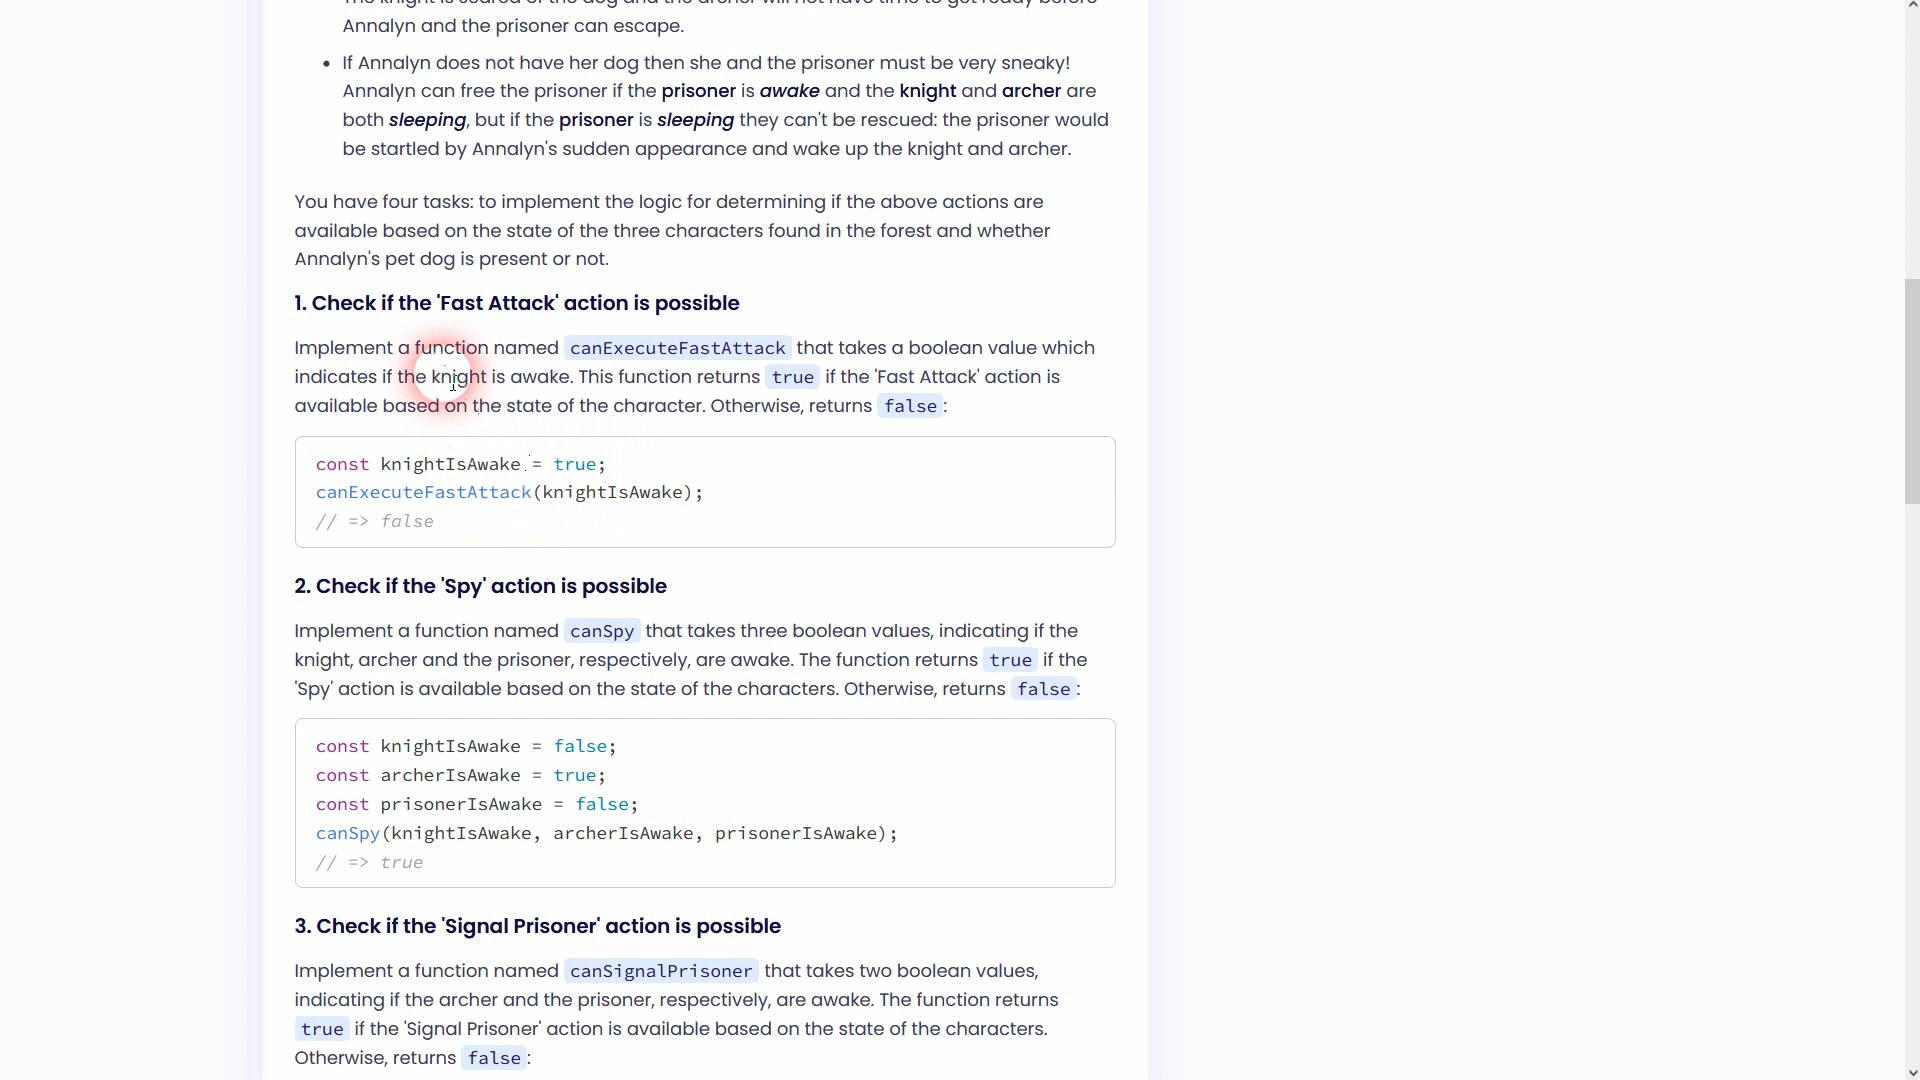 Annalyn and the prisoner can escape.
• If Annalyn does not have her dog then she and the prisoner must be very sneaky!
Annalyn can free the prisoner if the prisoner is awake and the knight and archer are
both sleeping, but if the prisoner is sleeping they can't be rescued: the prisoner would
be startled by Annalyn's sudden appearance and wake up the knight and archer.
You have four tasks: to implement the logic for determining if the above actions are
available based on the state of the three characters found in the forest and whether
Annalyn's pet dog is present or not.
1. Check if the 'Fast Attack' action is possible
Implement a function named canExecuteFastAttack that takes a boolean value which
indicates if the knight is awake. This function returns true if the 'Fast Attack' action is
available based on the state of the character. Otherwise, returns false:
const knightIsAwake = true;
canExecuteFastAttack(knightIsAwake);
// => false
2. Check if the 'Spy' action is possible
Implement a function named canSpy that takes three boolean values, indicating if the
knight, archer and the prisoner, respectively, are awake. The function returns true if the
'Spy' action is available based on the state of the characters. Otherwise, returns false:
const knightIsAwake = false;
const archerIsAwake = true;
const prisonerIsAwake = false;
canSpy(knightIsAwake, archerIsAwake, prisonerIsAwake);
// => true
3. Check if the 'Signal Prisoner' action is possible
Implement a function named canSignalPrisoner that takes two boolean values,
indicating if the archer and the prisoner, respectively, are awake. The function returns
true if the 'Signal Prisoner' action is available based on the state of the characters.
Otherwise, returns false: